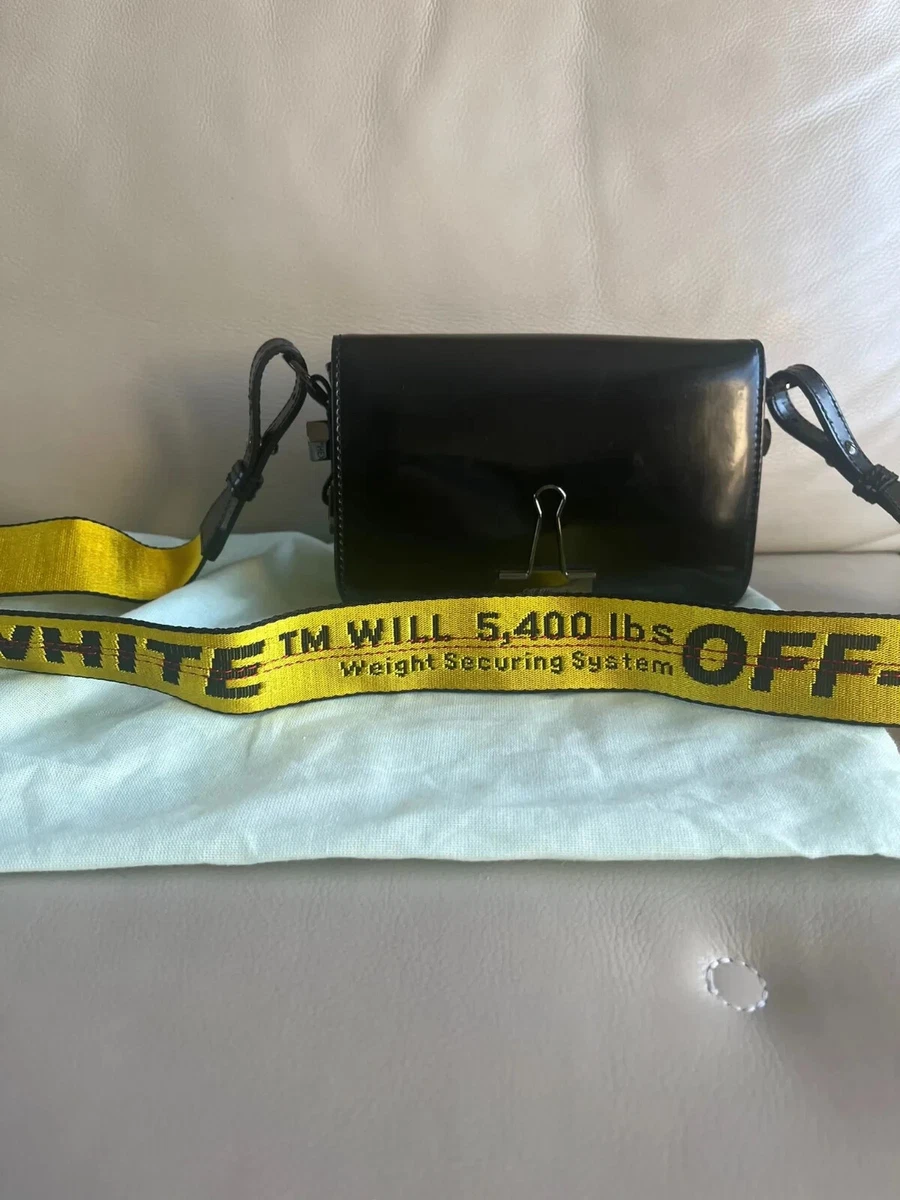 WHITE TM WILL 5,400 lbs OFF-
Weight Securing System